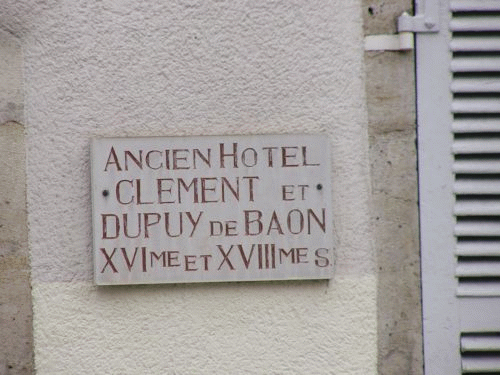 ANCIEN HOTEL
CLEMENT ET
DUPUY DE BAON
XVIME ET XVIIIME S